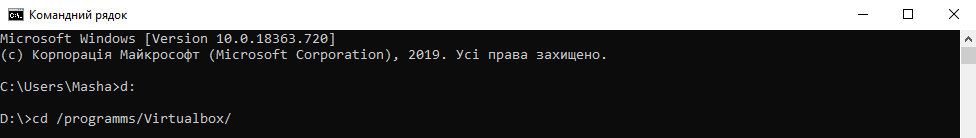 Командний рядок
Microsoft Windows [Version 10.0.18363.720]
(c) Корпорація Майкрософт (Microsoft Corporation), 2019. Усі права захищено.
C:\Users\Masha>d:
D:\>cd /programms/Virtualbox/